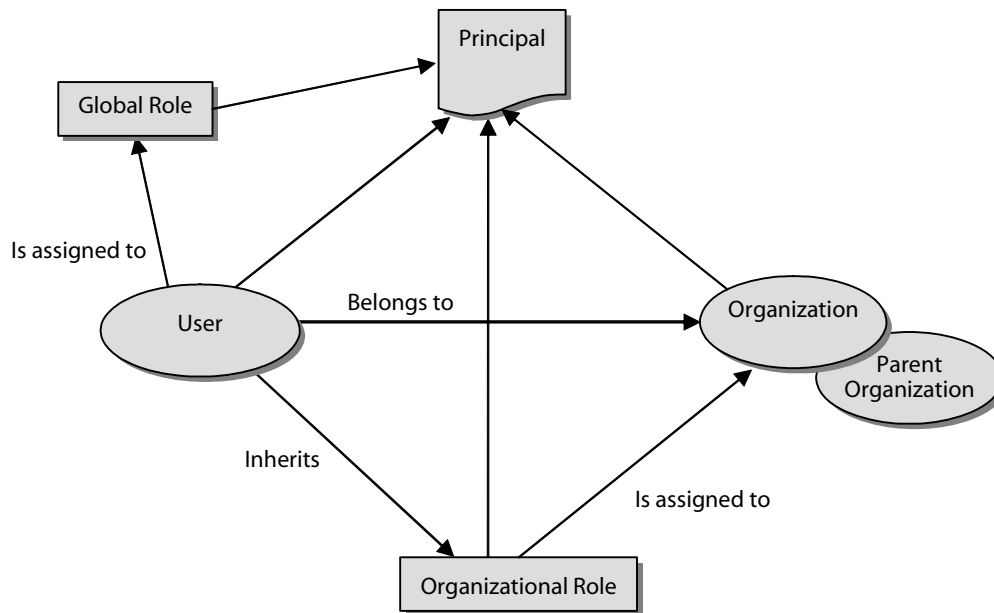 Principal
Global Role
Is assigned to
User
Belongs to
Organization
Parent
Organization
Inherits
Is assigned to
Organizational Role